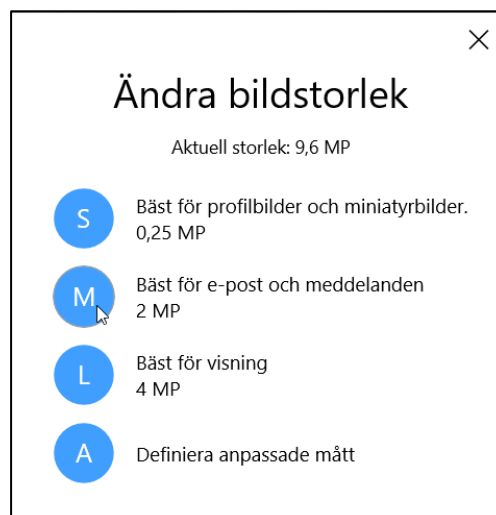 Ändra bildstorlek
Aktuell storlek: 9,6 MP
S
Bäst för profilbilder och miniatyrbilder.
0,25 MP
M
Bäst för e-post och meddelanden
2 MP
L
Bäst för visning
4 MP
A
Definiera anpassade mått